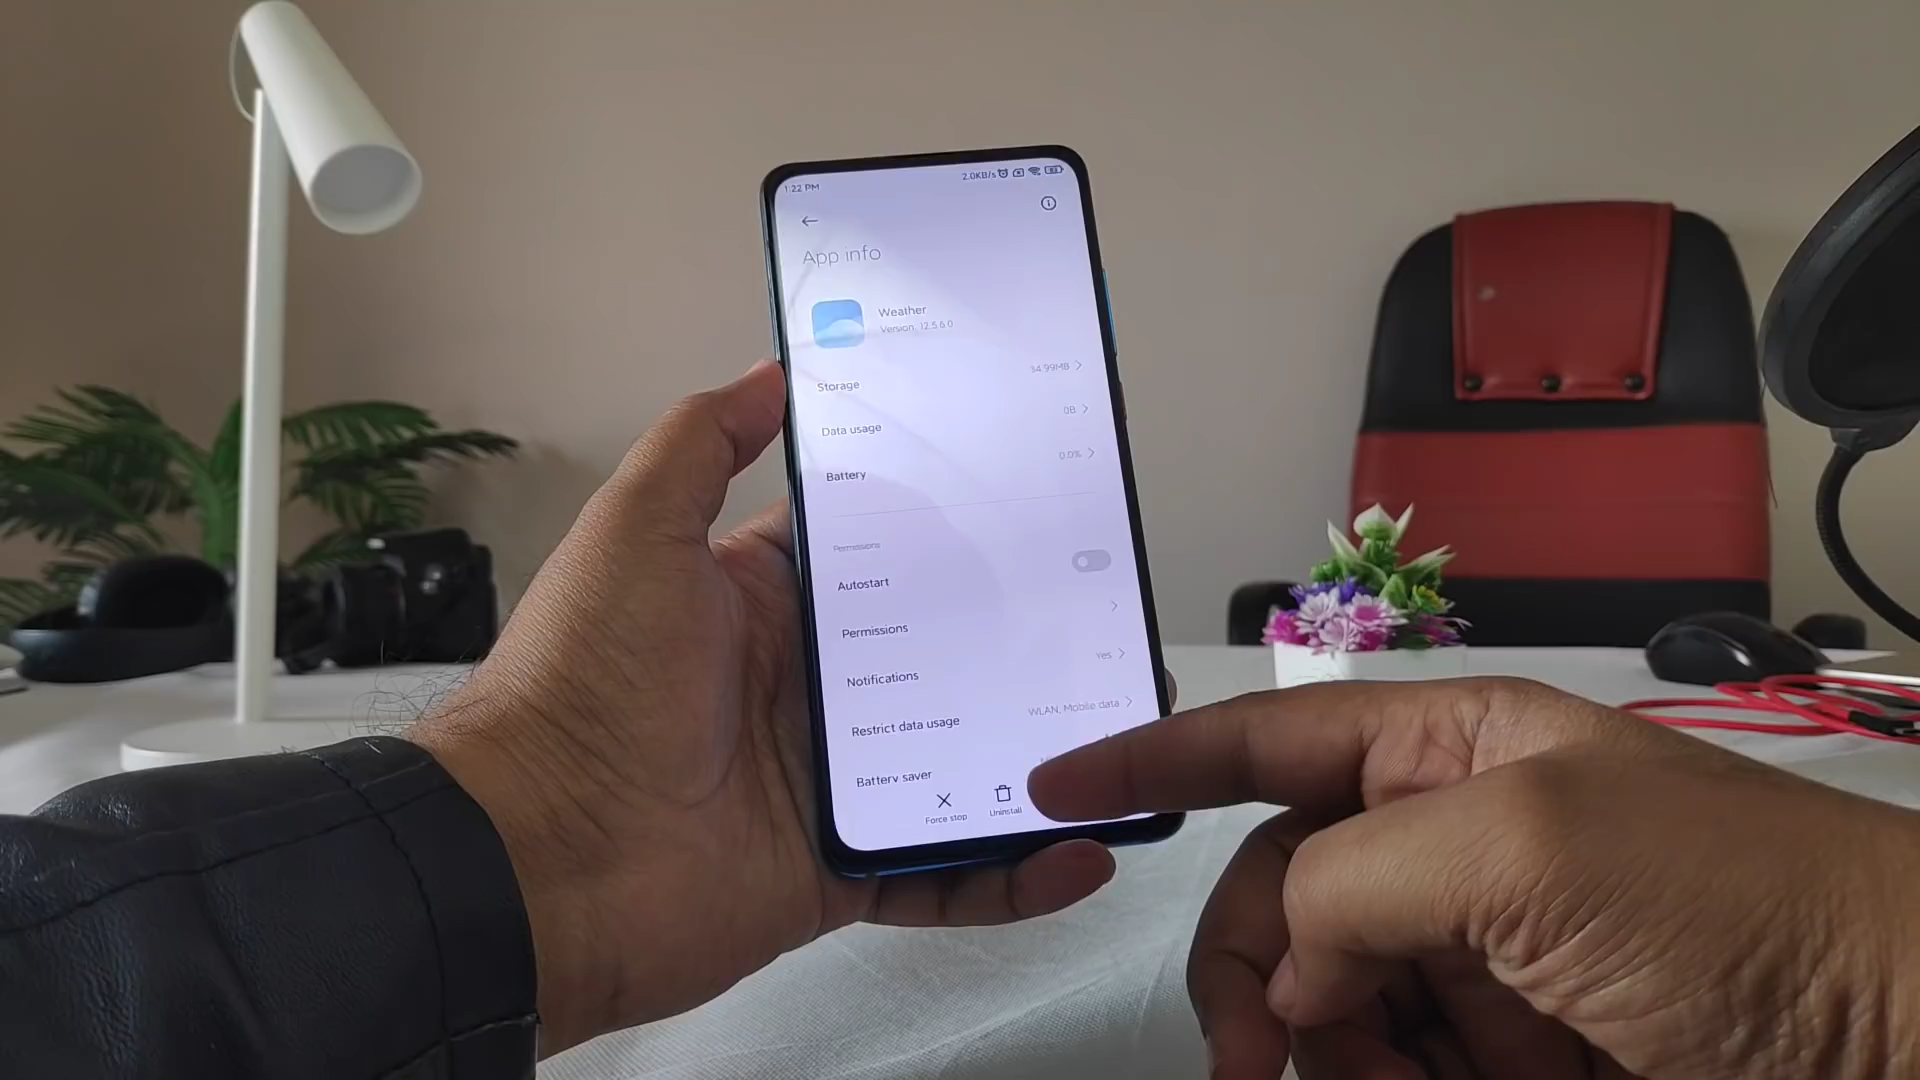 1:22 PM
2.0KB/s
App info
Weather
Version: 12.5.6.0
Storage
34.99MB
Data usage
0B
Battery
0.0%
Permissions
Autostart
Permissions
Notifications
Yes
Restrict data usage
WLAN, Mobile data
Battery saver
Force stop
Uninstall